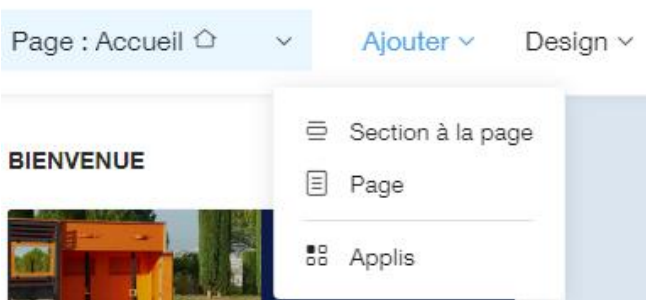 Page : Accueil
Ajouter
Design
Section à la page
BIENVENUE
Page
Applis